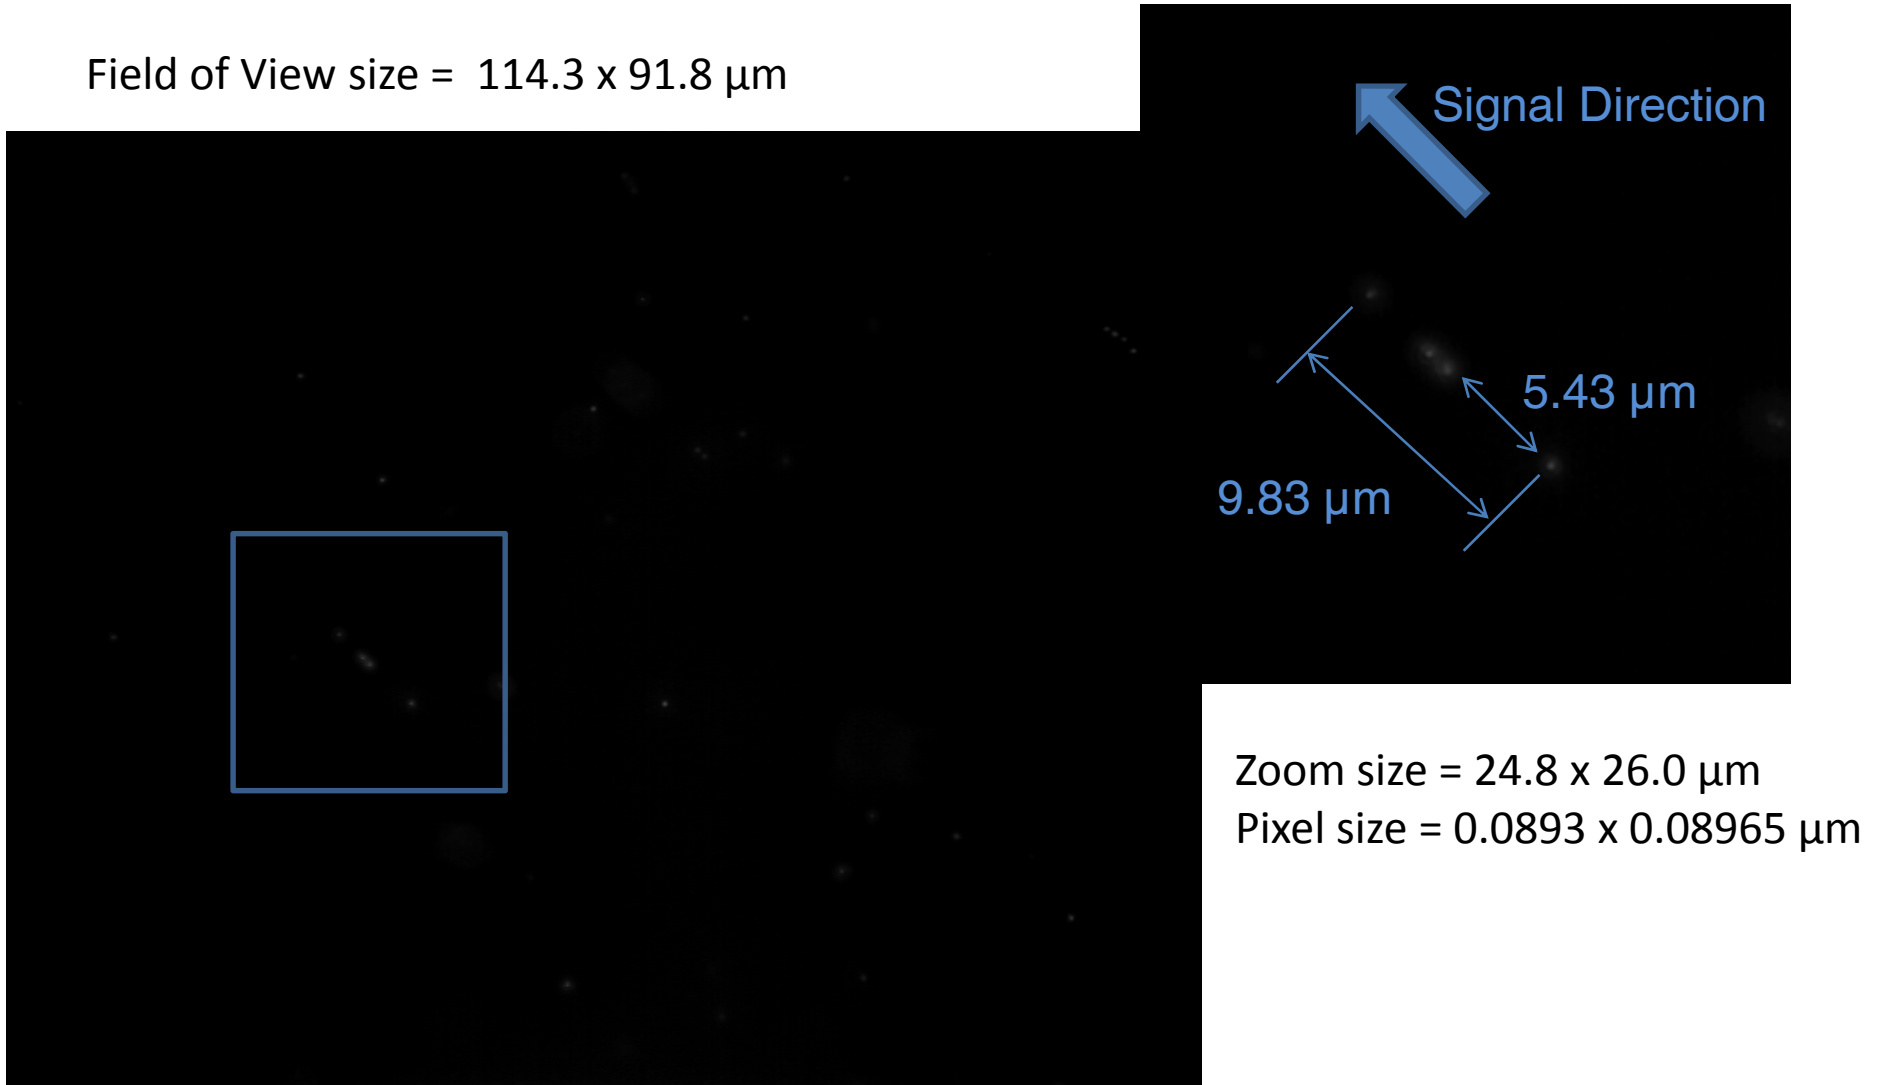 Field of View size =  114.3 x 91.8 µm
Signal Direction
5.43 µm
9.83 µm
Zoom size = 24.8 x 26.0 µm
Pixel size = 0.0893 x 0.08965 µm